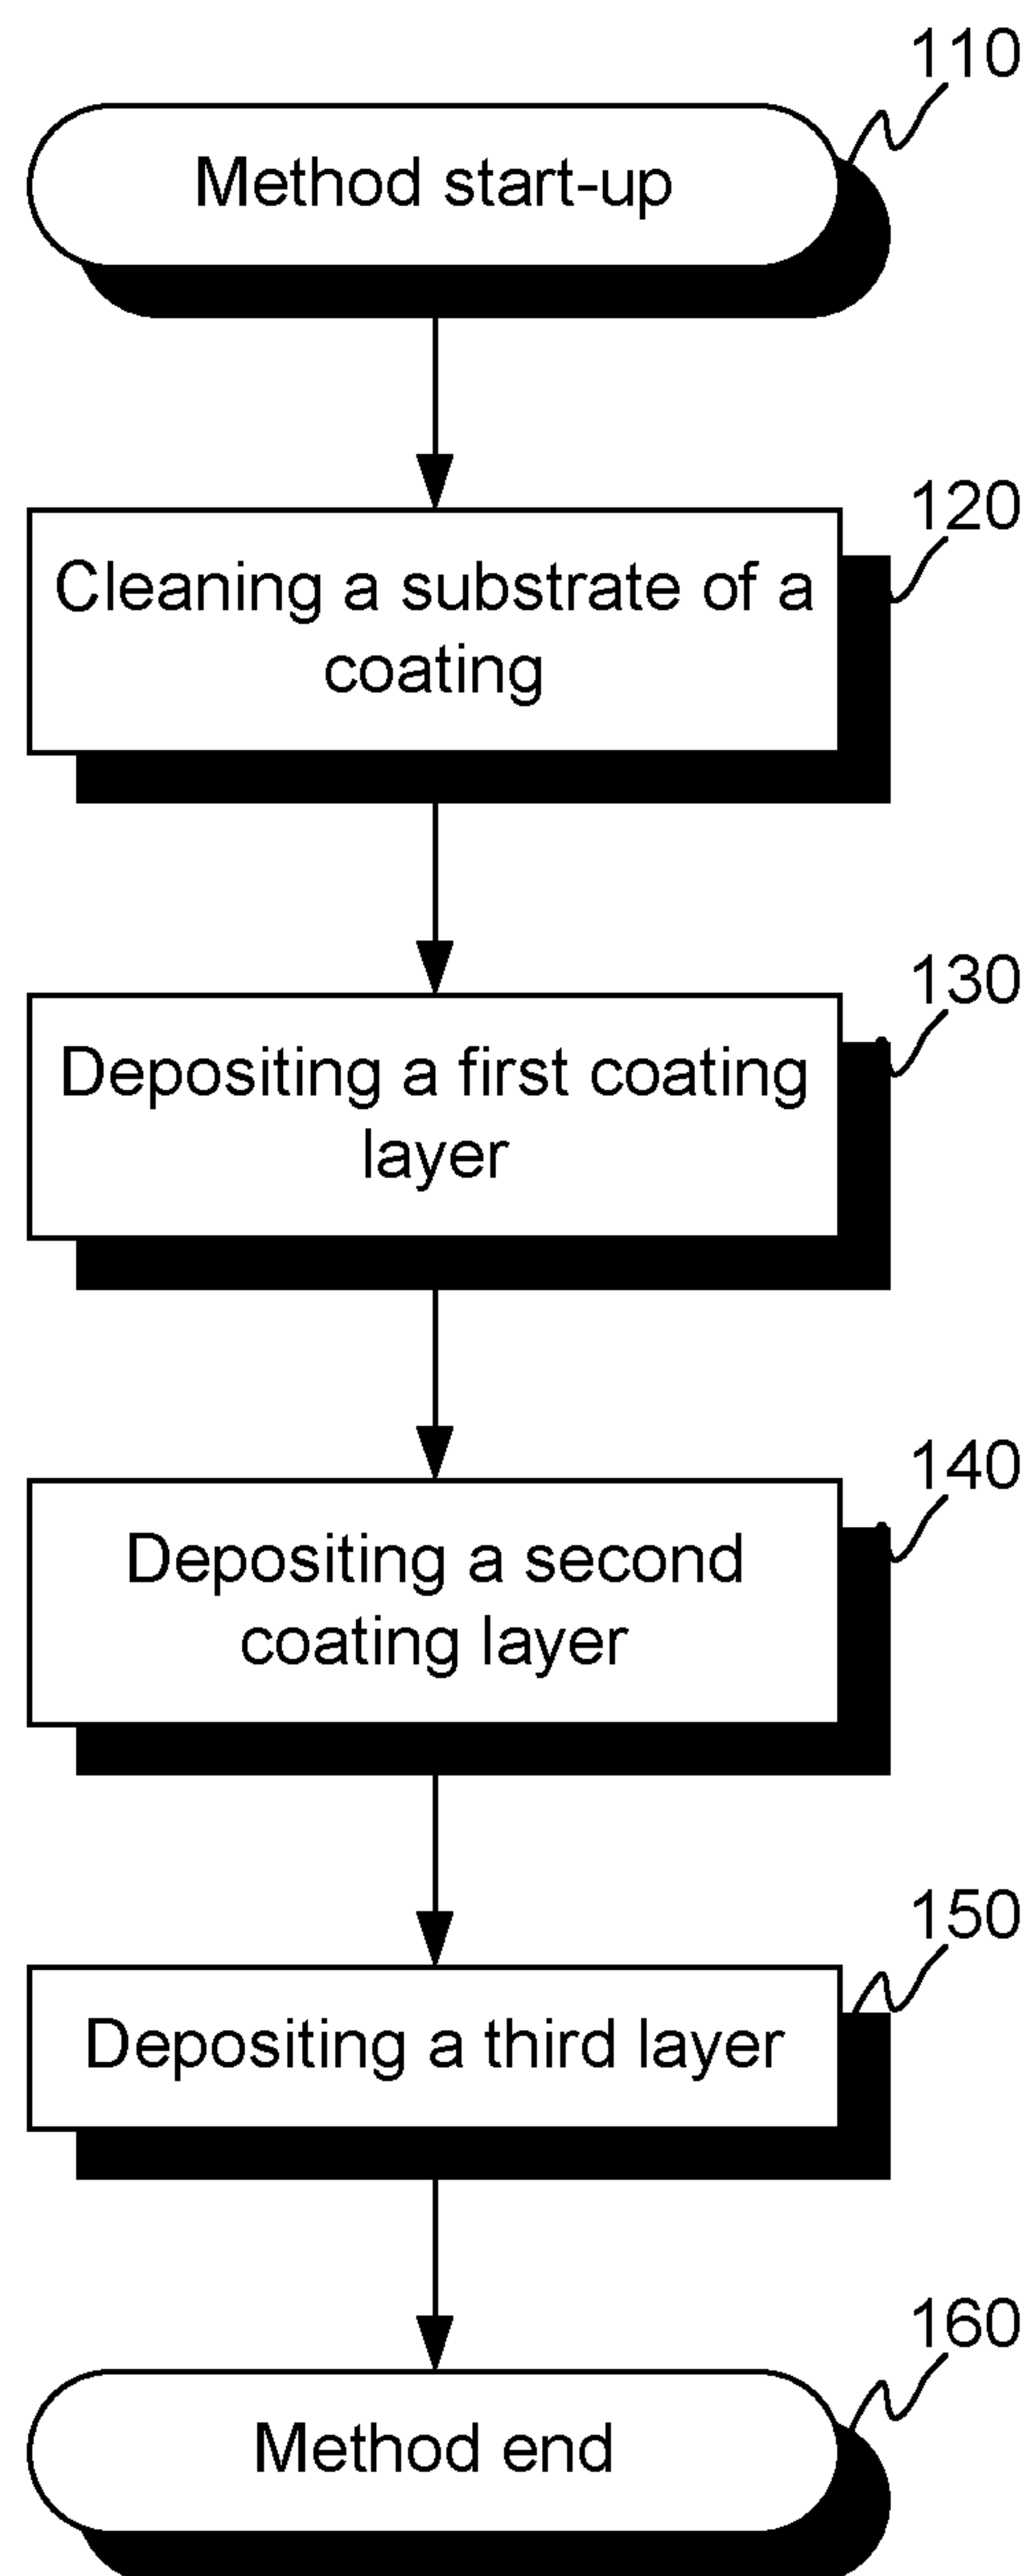 110
Method start-up
120
Cleaning a substrate of a
coating
130
Depositing a first coating
layer
140
Depositing a second
coating layer
150
Depositing a third layer
160
Method end